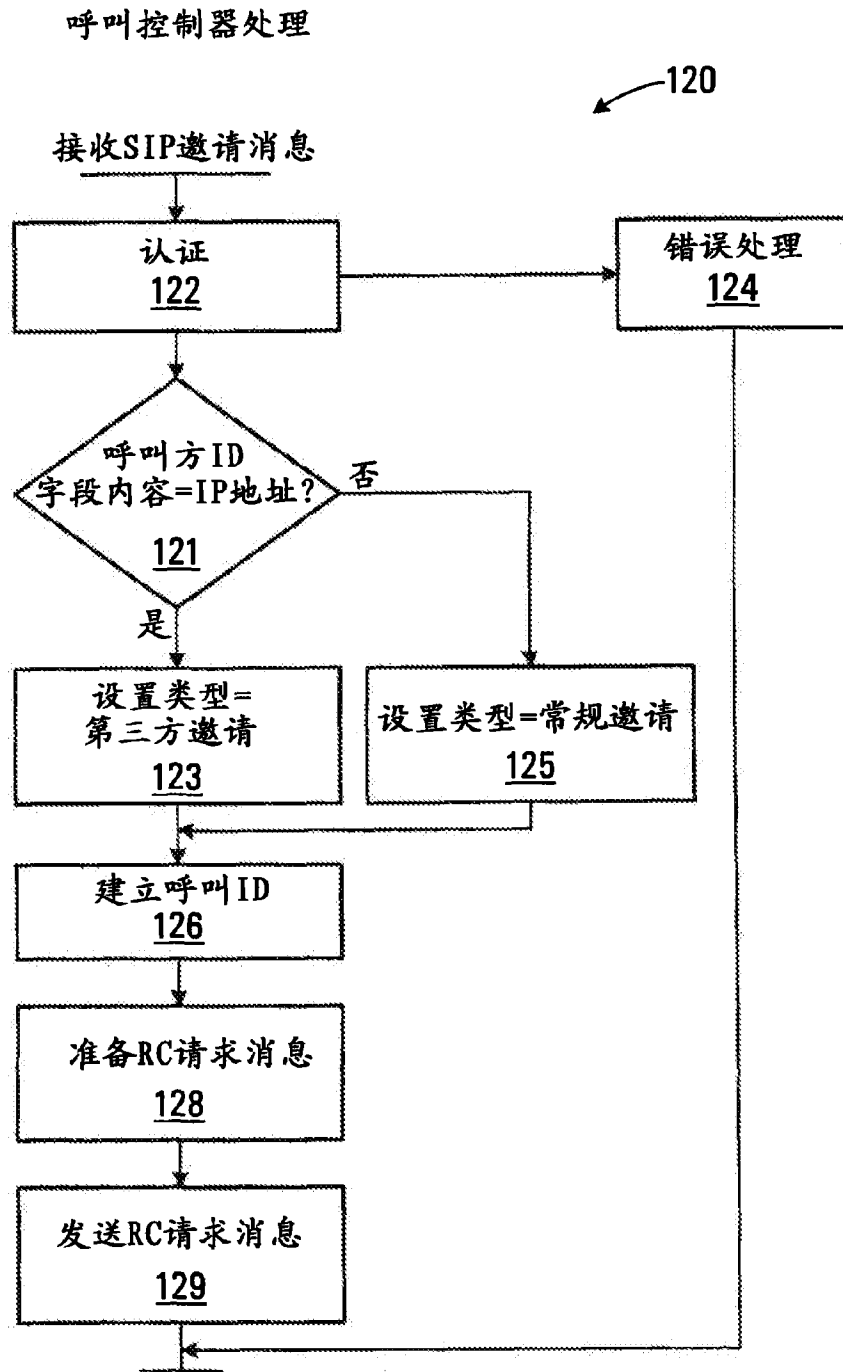 呼叫控制器处理
120
接收SIP邀请消息
认证
122
错误处理
124
呼叫方ID
字段内容=IP地址?
121
否
是
设置类型=
第三方邀请
123
设置类型=常规邀请
125
建立呼叫ID
126
准备RC请求消息
128
发送RC请求消息
129